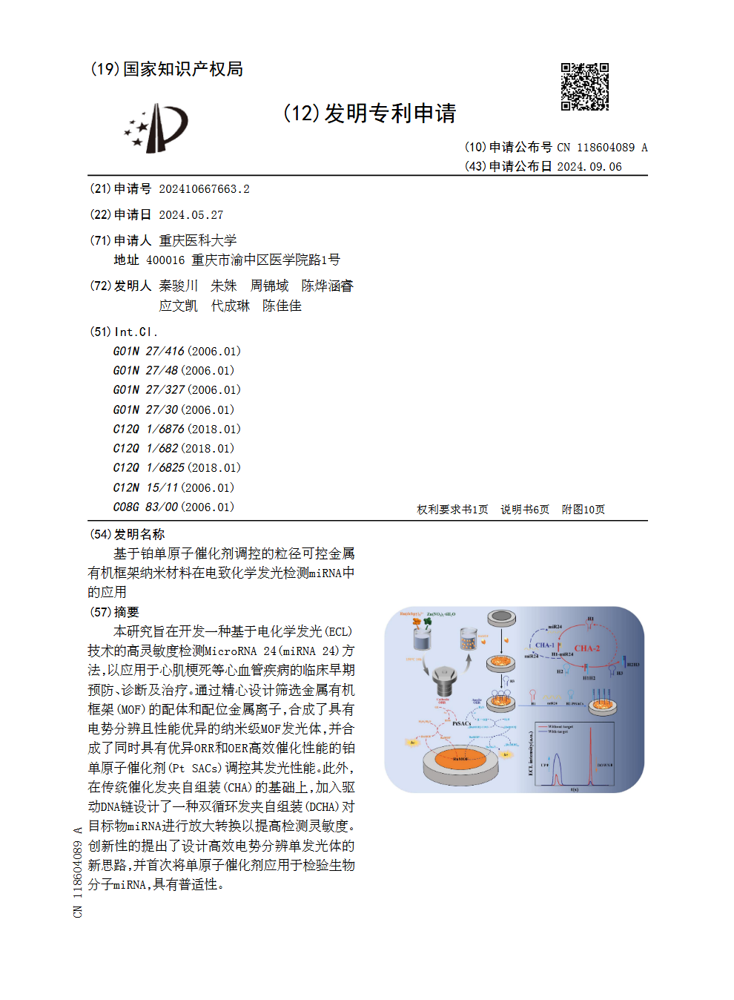 (19)国家知识产权局
(12)发明专利申请
(10)申请公布号 CN 118604089 A
(43)申请公布日 2024.09.06
(21)申请号 202410667663.2
(22)申请日 2024.05.27
(71)申请人 重庆医科大学
地址 400016 重庆市渝中区医学院路1号
(72)发明人 秦骏川 朱姝 周锦域 陈烨涵睿
应文凯 代成琳 陈佳佳
(51)Int.Cl.
G01N 27/416(2006.01)
G01N 27/48(2006.01)
G01N 27/327(2006.01)
G01N 27/30(2006.01)
C12Q 1/6876(2018.01)
C12Q 1/682(2018.01)
C12Q 1/6825(2018.01)
C12N 15/11(2006.01)
C08G 83/00(2006.01)
权利要求书1页 说明书6页 附图10页
(54)发明名称
基于铂单原子催化剂调控的粒径可控金属
有机框架纳米材料在电致化学发光检测miRNA中
的应用
(57)摘要
本研究旨在开发一种基于电化学发光(ECL)
技术的高灵敏度检测MicroRNA 24(miRNA 24)方
法,以应用于心肌梗死等心血管疾病的临床早期
预防、诊断及治疗。通过精心设计筛选金属有机
框架(MOF)的配体和配位金属离子,合成了具有
电势分辨且性能优异的纳米级MOF发光体,并合
成了同时具有优异ORR和OER高效催化性能的铂
单原子催化剂(Pt SACs)调控其发光性能。此外,
在传统催化发夹自组装(CHA)的基础上,加入驱
动DNA链设计了一种双循环发夹自组装(DCHA)对
目标物miRNA进行放大转换以提高检测灵敏度。
创新性的提出了设计高效电势分辨单发光体的
新思路,并首次将单原子催化剂应用于检验生物
分子miRNA,具有普适性。
CN 118604089 A
H1
miR24
CHA-1
CHA-2
miR24
H1-miR24
H2
H1H2
H3
H2H3
H3
Cathodic
ORR
Anodic
OER
PtSACs
RuMOF
H1
miR24
H2-PtSACs
Without target
With target
ECL intensity(a.u.)
t(s)